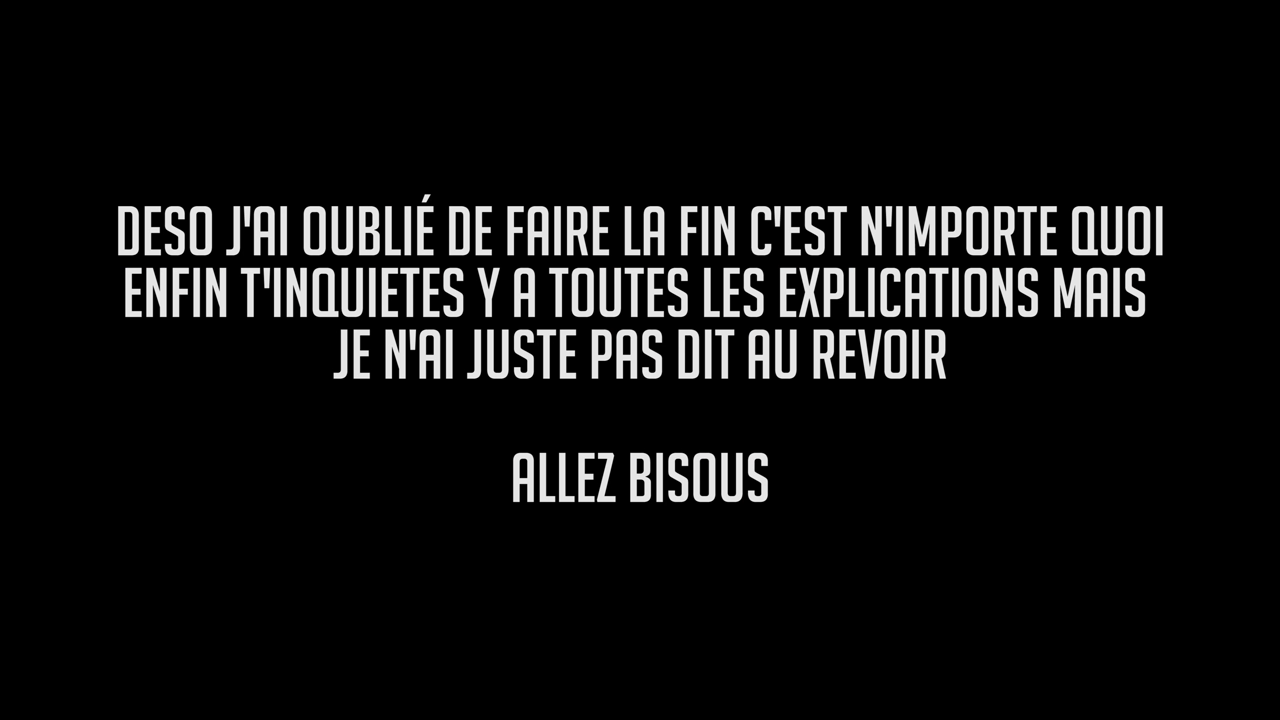 DESO J'AI OUBLIÉ DE FAIRE LA FIN C'EST N'IMPORTE QUOI
ENFIN T'INQUIETES Y A TOUTES LES EXPLICATIONS MAIS
JE N'AI JUSTE PAS DIT AU REVOIR
ALLEZ BISOUS